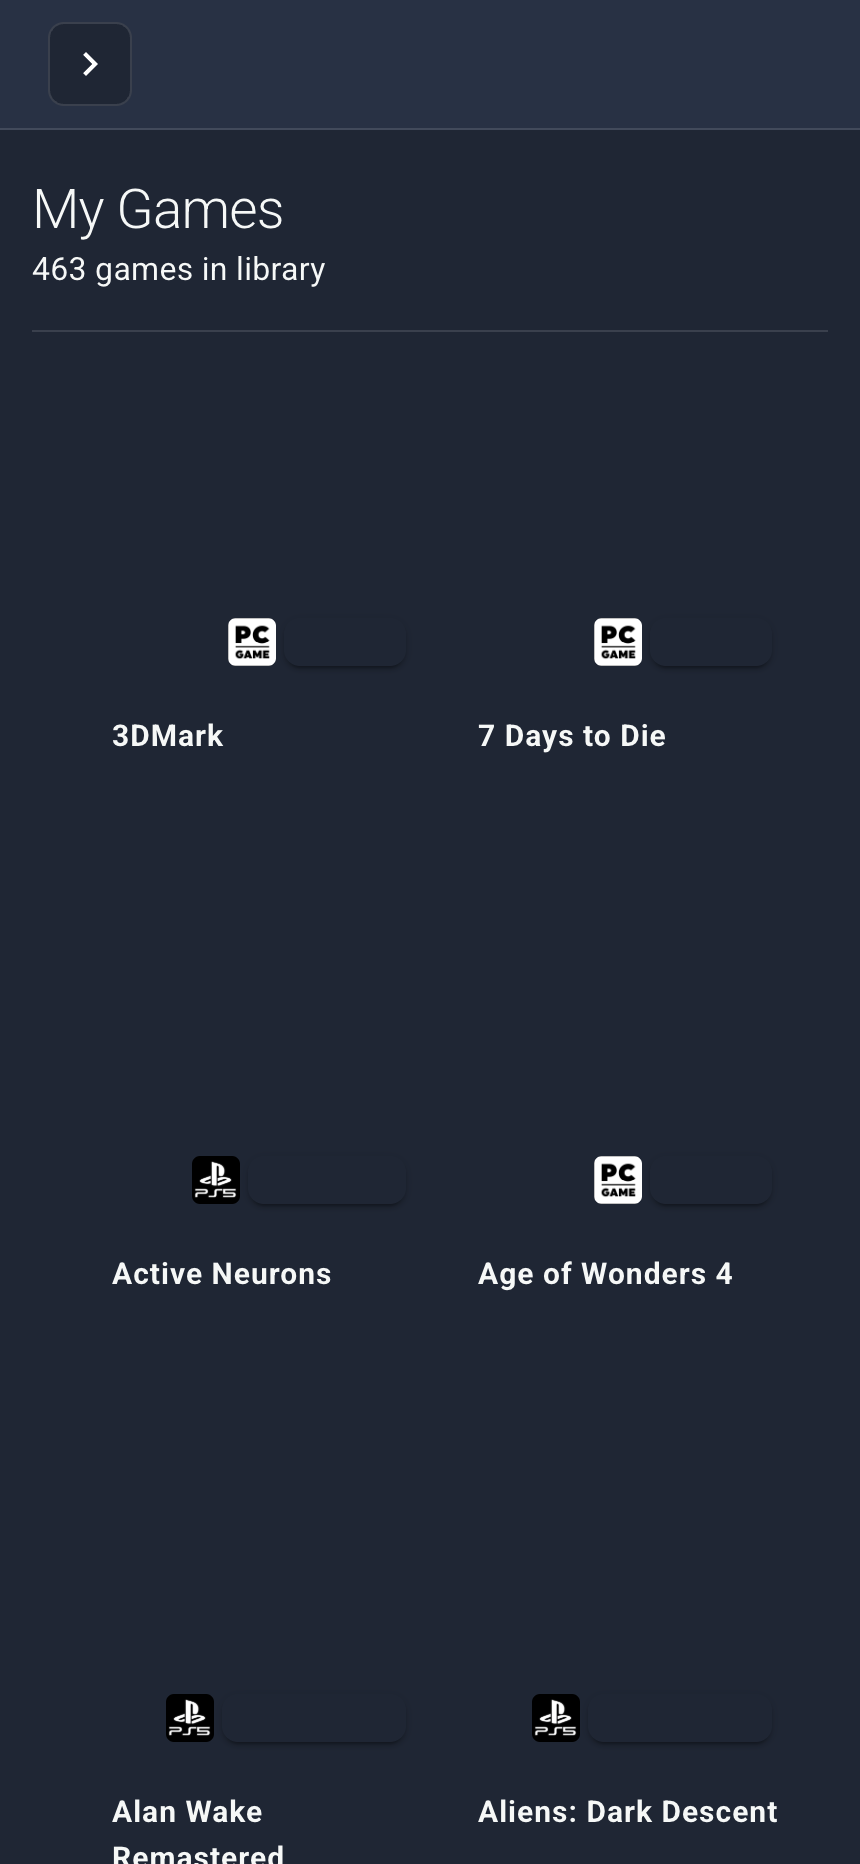 My Games
463 games in library
PC
GAME
PC
GAME
3DMark
7 Days to Die
PS5
PC
GAME
Active Neurons
Age of Wonders 4
PS5
PS5
Alan Wake
Remastered
Aliens: Dark Descent